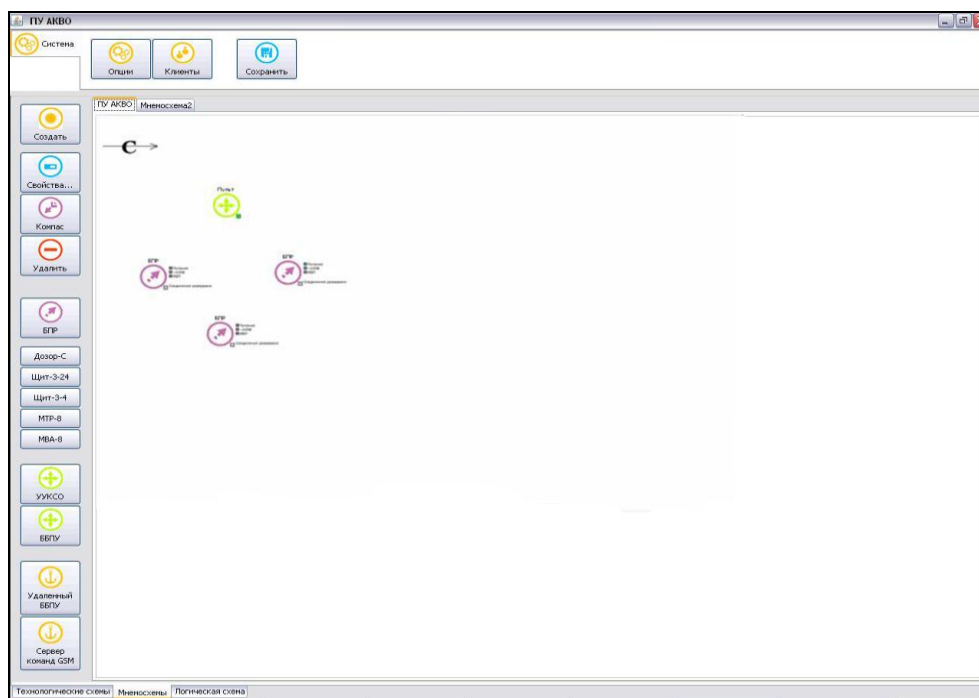 ПУ АКВО
Система
Опции
Клиенты
Сохранить
ПУ АКВО
Мнемосхема2
Создать
Свойства...
Компас
Удалить
БПР
Дозор-С
Щит-3-24
Щит-3-4
МТР-8
МВА-8
УУКСО
ББПУ
Удаленный
ББПУ
Сервер
команд GSM
С
Пульт
БПР
БПР
БПР
Технологические схемы
Мнемосхемы
Логическая схема